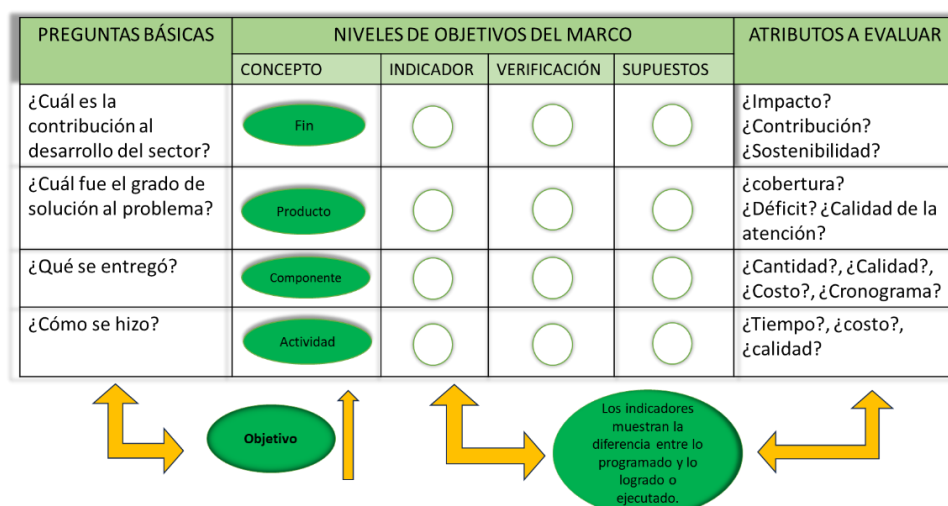 PREGUNTAS BÁSICAS
NIVELES DE OBJETIVOS DEL MARCO
ATRIBUTOS A EVALUAR
CONCEPTO
INDICADOR
VERIFICACIÓN
SUPUESTOS
¿Cuál es la
contribución al
desarrollo del sector?
Fin
¿Impacto?
¿Contribución?
¿Sostenibilidad?
¿Cuál fue el grado de
solución al problema?
Producto
¿cobertura?
¿Déficit? ¿Calidad de la
atención?
¿Qué se entregó?
Componente
¿Cantidad?, ¿Calidad?,
¿Costo?, ¿Cronograma?
¿Cómo se hizo?
Actividad
¿Tiempo?, ¿costo?,
¿calidad?
Objetivo
Los indicadores
muestran la
diferencia entre lo
programado y lo
logrado o
ejecutado.